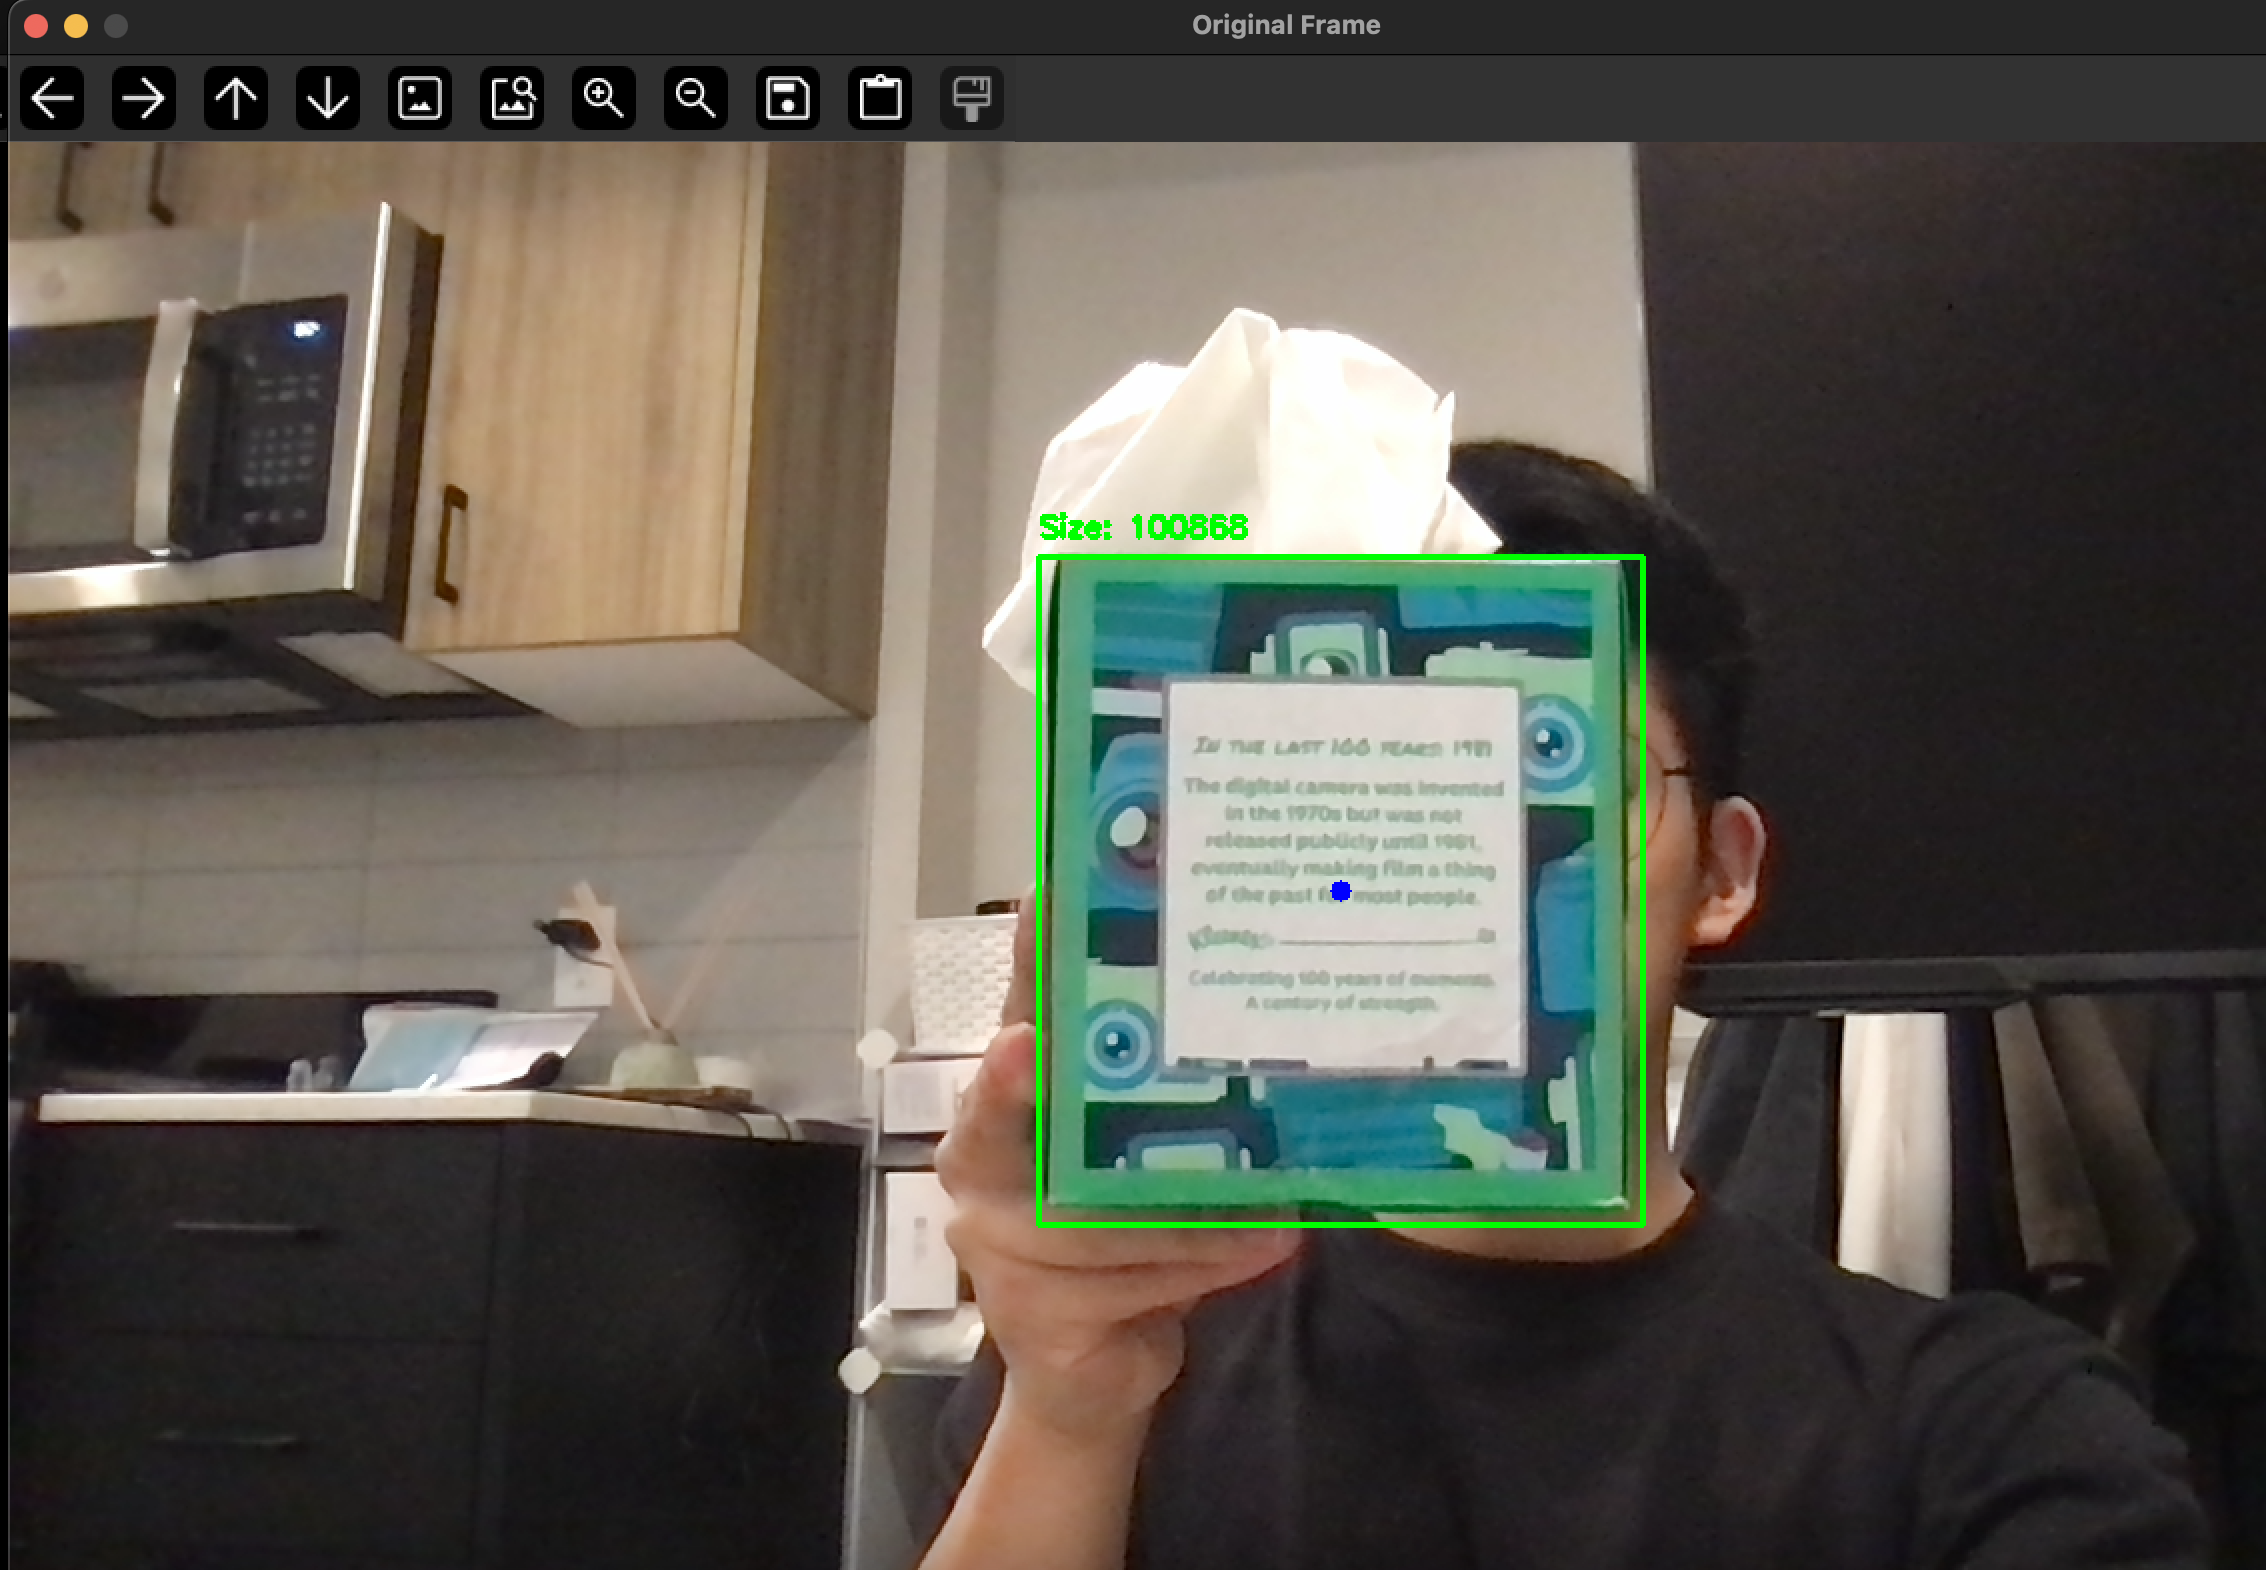 Original Frame
Size: 100868
IN THE LAST 100 YEARS: 1981
The digital camera was invented
in the 1970s but was not
released publicly until 1981,
eventually making film a thing
of the past for most people.
Kleenex
Celebrating 100 years of moments.
A century of strength.